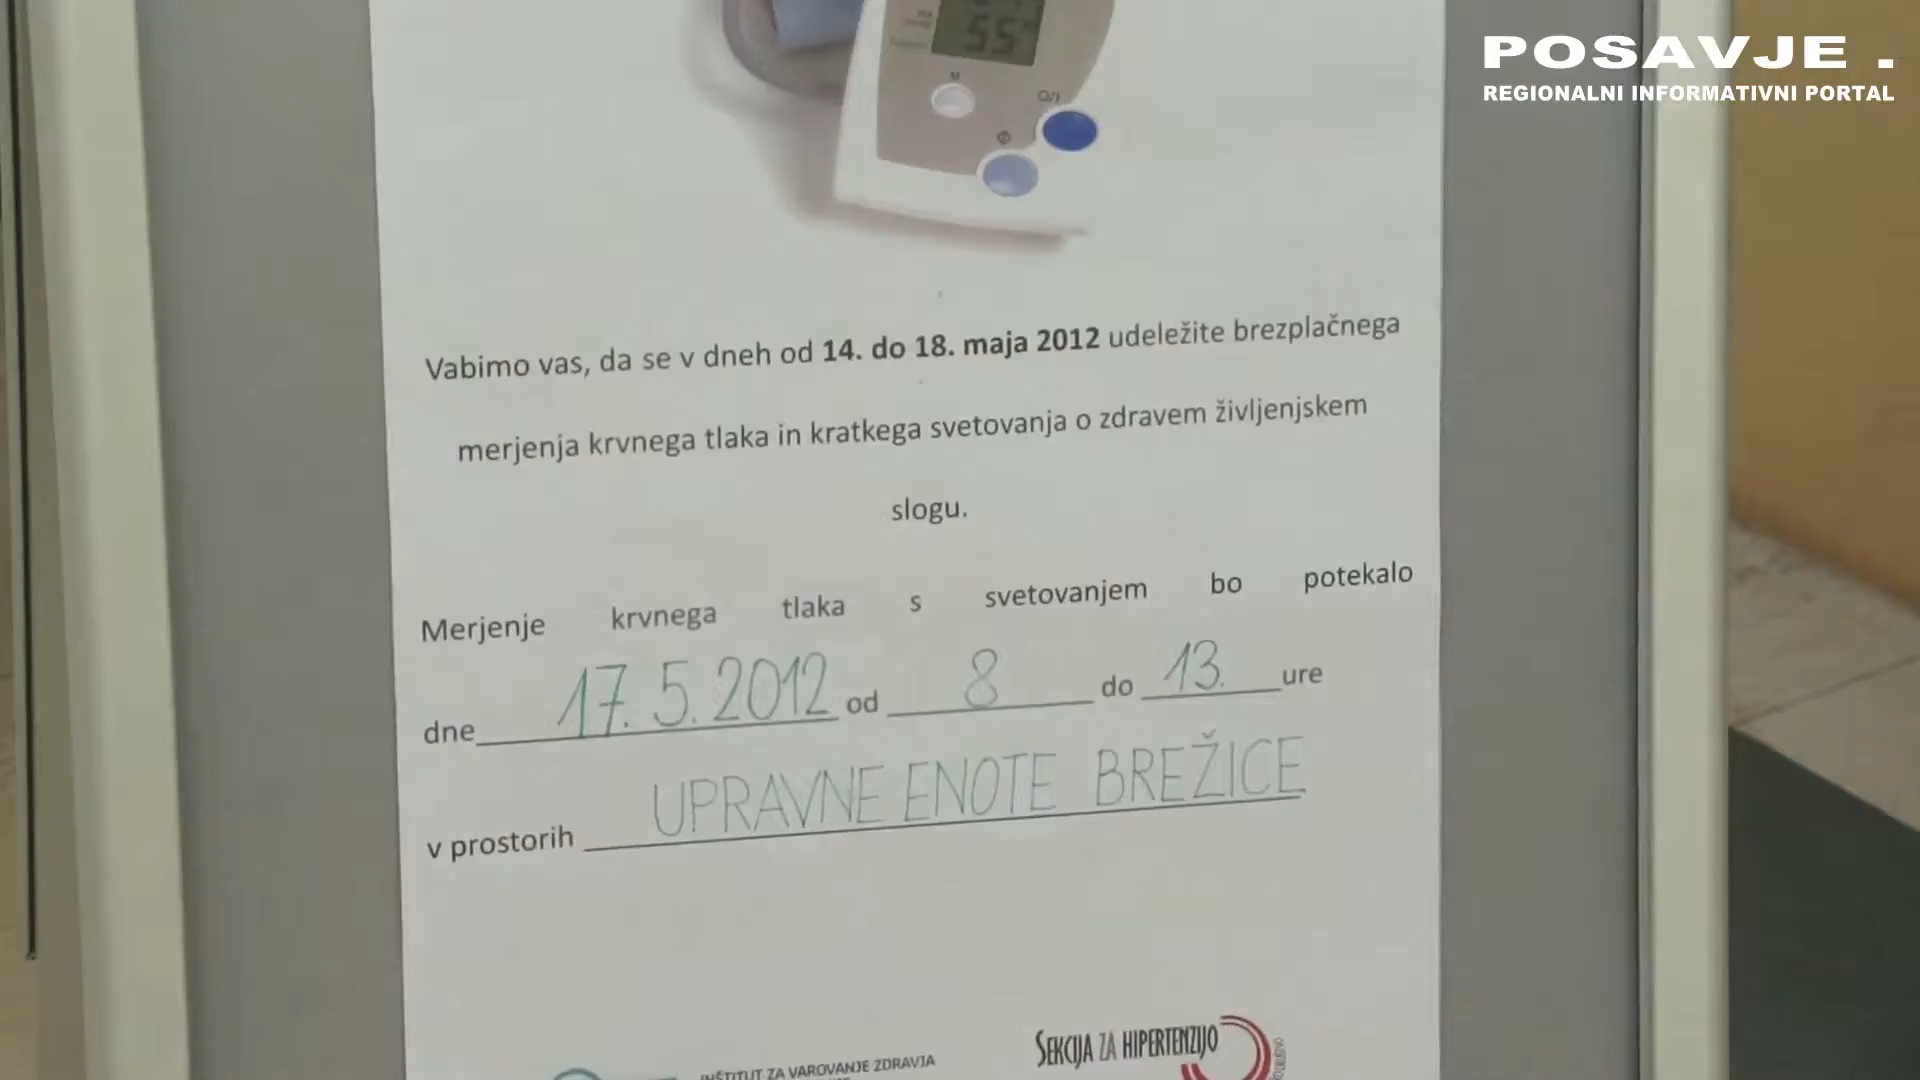 POSAVJE.
REGIONALNI INFORMATIVNI PORTAL
55
M
O/I
Vabimo vas, da se v dneh od 14. do 18. maja 2012 udeležite brezplačnega
merjenja krvnega tlaka in kratkega svetovanja o zdravem življenjskem
slogu.
Merjenje krvnega tlaka s svetovanjem bo potekalo
dne 17. 5. 2012 od 8 do 13. ure
v prostorih UPRAVNE ENOTE BREŽICE
INŠTITUT ZA VAROVANJE ZDRAVJA
SEKCIJA ZA HIPERTENZIJO